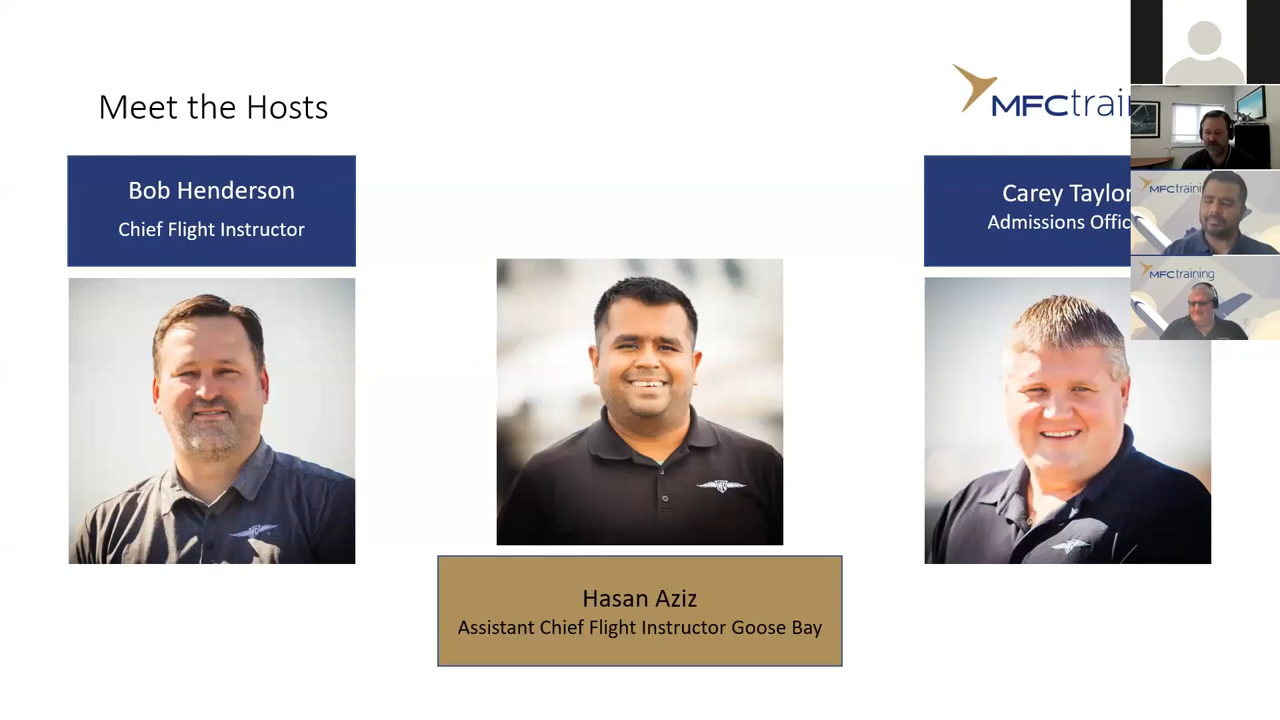 Meet the Hosts
MFCtrai
Bob Henderson
Chief Flight Instructor
Carey Taylor
Admissions Offic
Hasan Aziz
Assistant Chief Flight Instructor Goose Bay
MFCtraini
MFCtraining